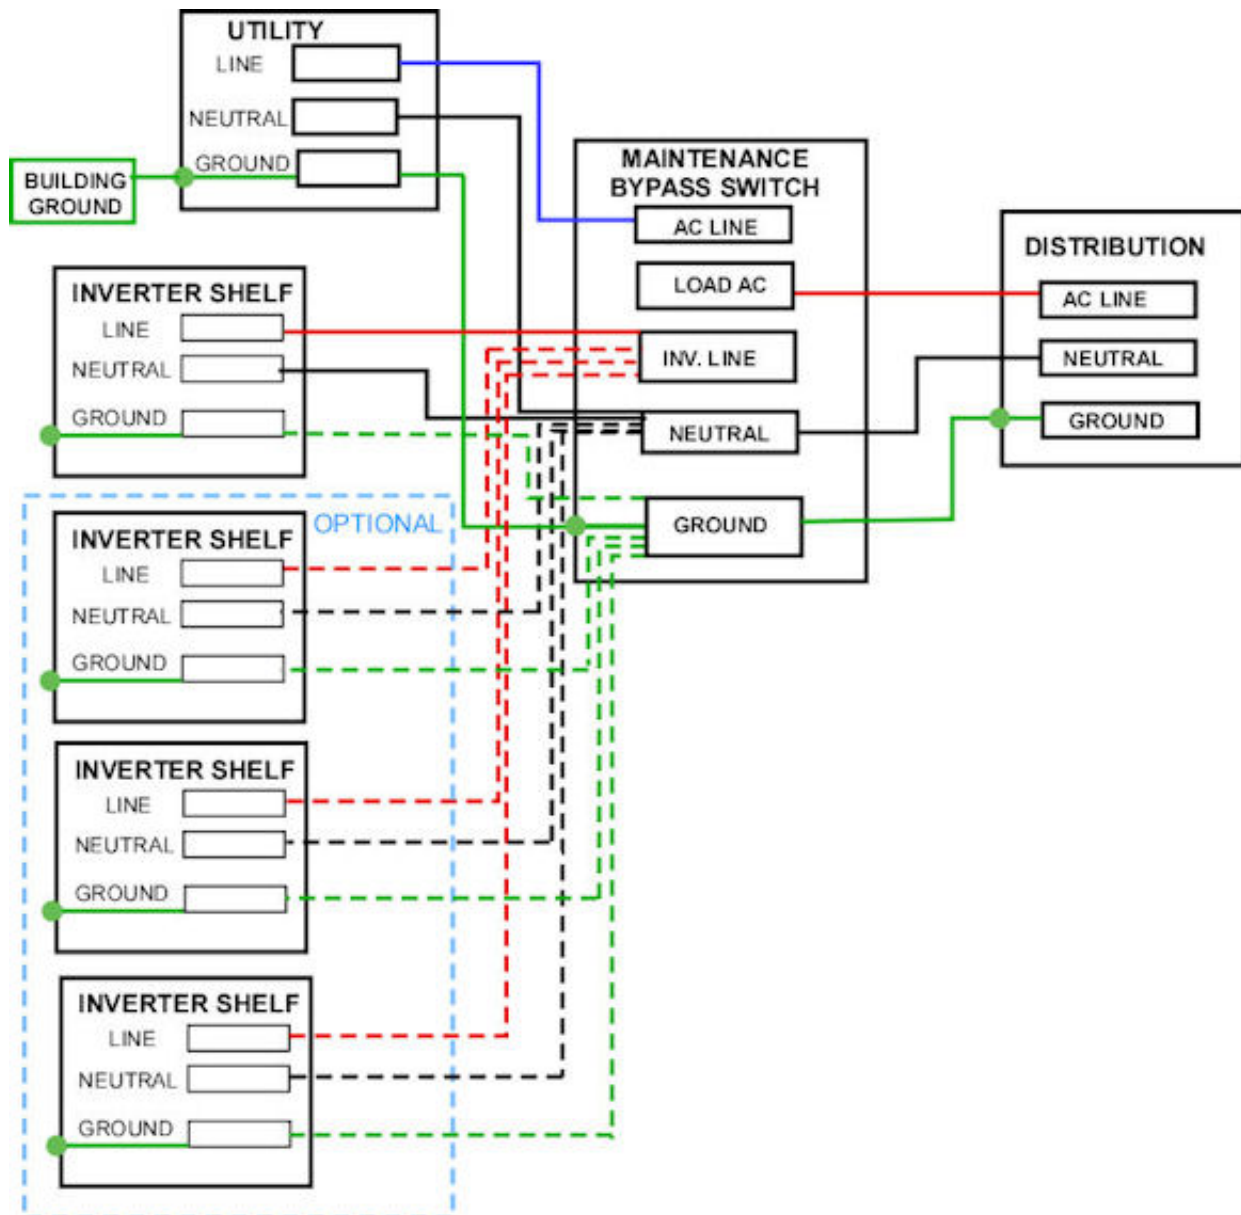 UTILITY
LINE
NEUTRAL
GROUND
BUILDING
GROUND
MAINTENANCE
BYPASS SWITCH
AC LINE
LOAD AC
INV. LINE
NEUTRAL
GROUND
DISTRIBUTION
AC LINE
NEUTRAL
GROUND
INVERTER SHELF
LINE
NEUTRAL
GROUND
OPTIONAL
INVERTER SHELF
LINE
NEUTRAL
GROUND
INVERTER SHELF
LINE
NEUTRAL
GROUND
INVERTER SHELF
LINE
NEUTRAL
GROUND